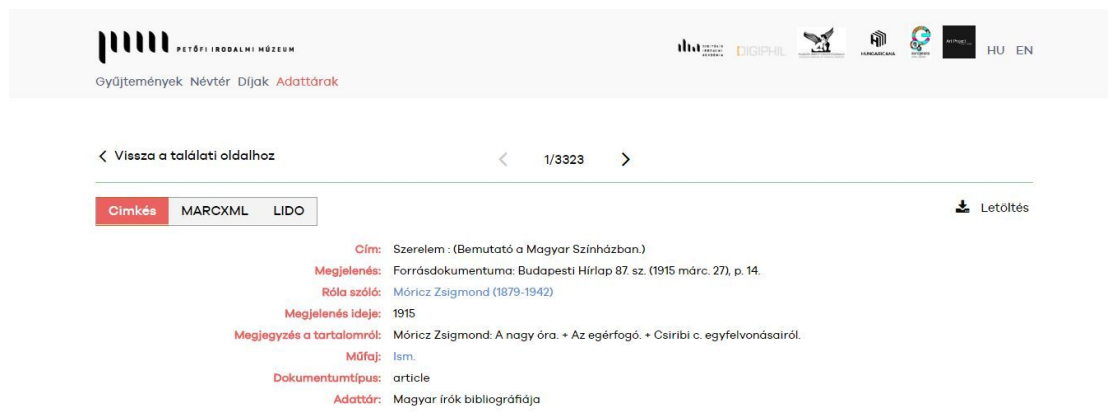 PETŐFI IRODALMI MÚZEUM
DIGIPHIL
HUNGARICANA
HU EN
Gyűjtemények Névtér Díjak Adattárak
Vissza a találati oldalhoz
1/3323
Cimkés MARCXML LIDO
Letöltés
Cím: Szerelem : (Bemutató a Magyar Színházban.)
Megjelenés: Forrásdokumentuma: Budapesti Hírlap 87. sz. (1915 márc. 27), p. 14.
Róla szóló: Móricz Zsigmond (1879-1942)
Megjelenés ideje: 1915
Megjegyzés a tartalomról: Móricz Zsigmond: A nagy óra. + Az egérfogó. + Csiribi c. egyfelvonásairól.
Műfaj: Ism.
Dokumentumtípus: article
Adattár: Magyar írók bibliográfiája